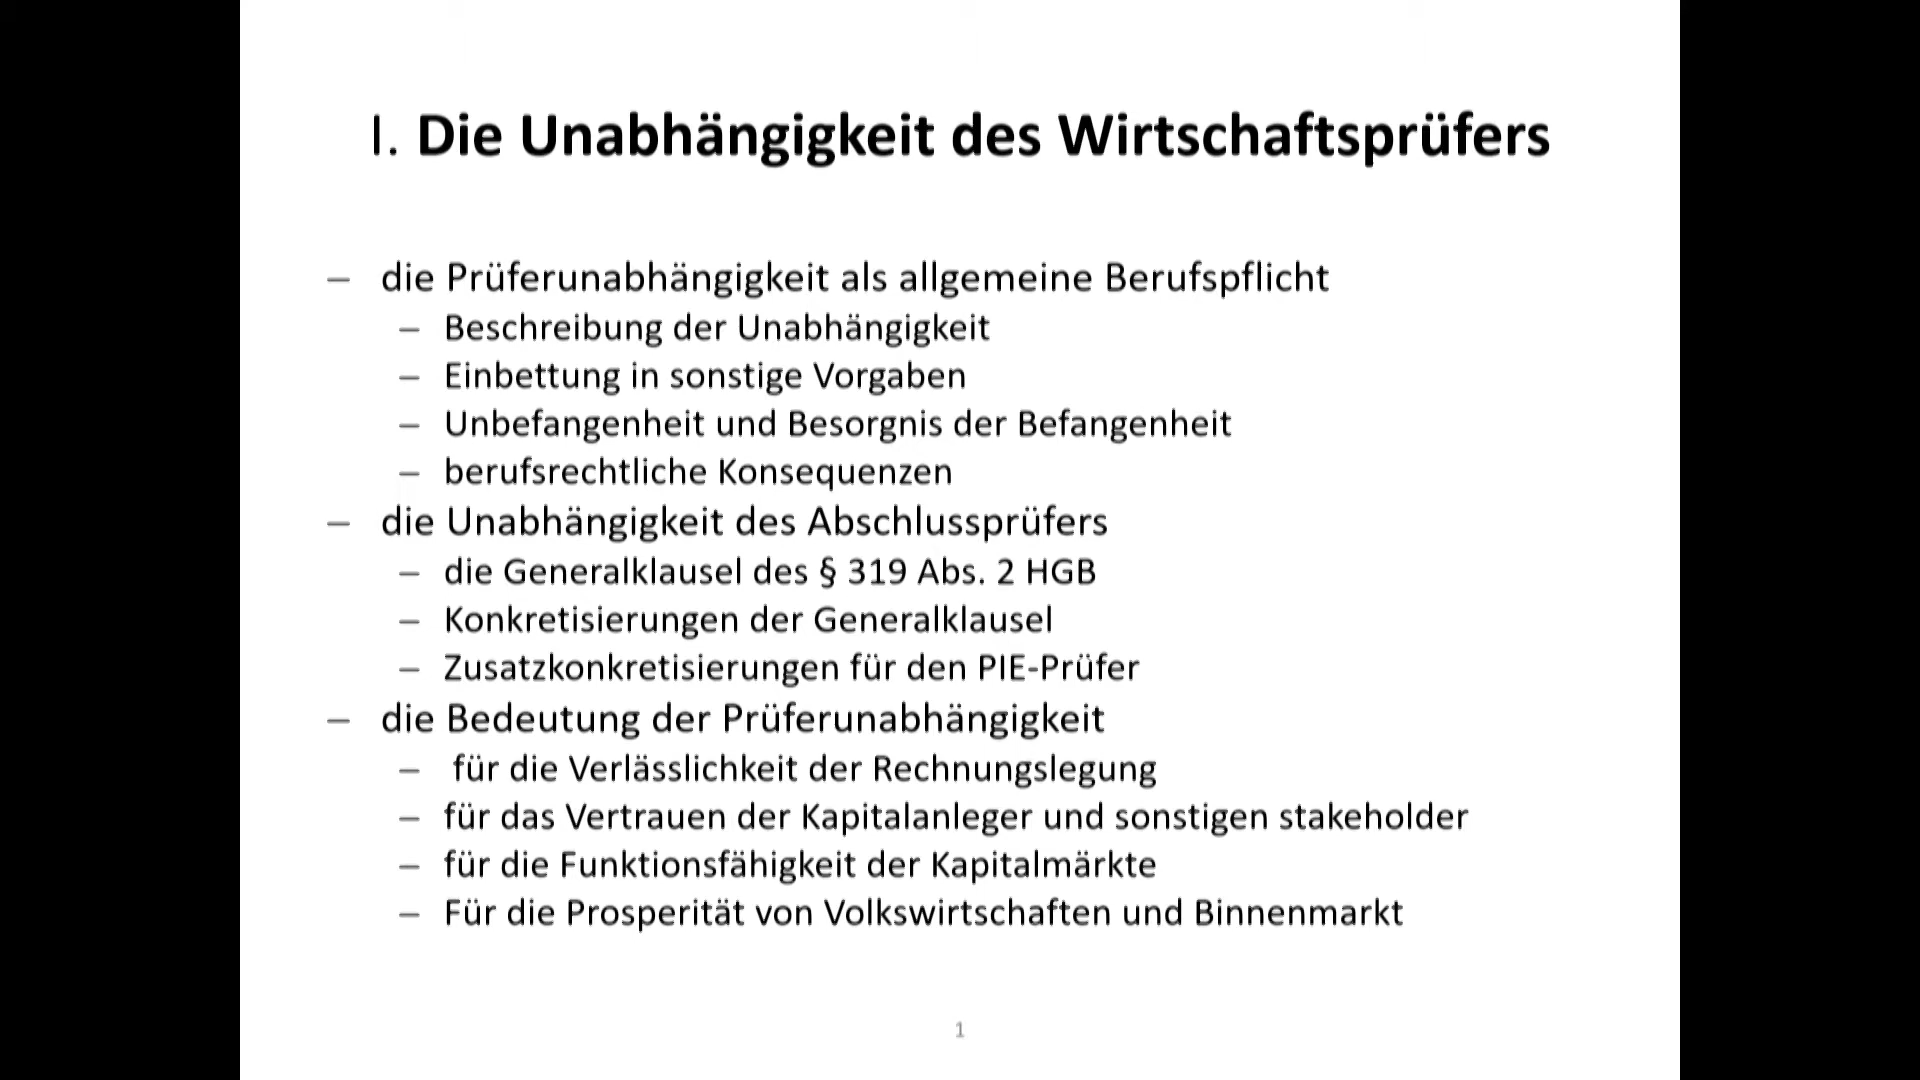 I. Die Unabhängigkeit des Wirtschaftsprüfers
– die Prüferunabhängigkeit als allgemeine Berufspflicht
– Beschreibung der Unabhängigkeit
– Einbettung in sonstige Vorgaben
– Unbefangenheit und Besorgnis der Befangenheit
– berufsrechtliche Konsequenzen
– die Unabhängigkeit des Abschlussprüfers
– die Generalklausel des § 319 Abs. 2 HGB
– Konkretisierungen der Generalklausel
– Zusatzkonkretisierungen für den PIE-Prüfer
– die Bedeutung der Prüferunabhängigkeit
– für die Verlässlichkeit der Rechnungslegung
– für das Vertrauen der Kapitalanleger und sonstigen stakeholder
– für die Funktionsfähigkeit der Kapitalmärkte
– Für die Prosperität von Volkswirtschaften und Binnenmarkt
1